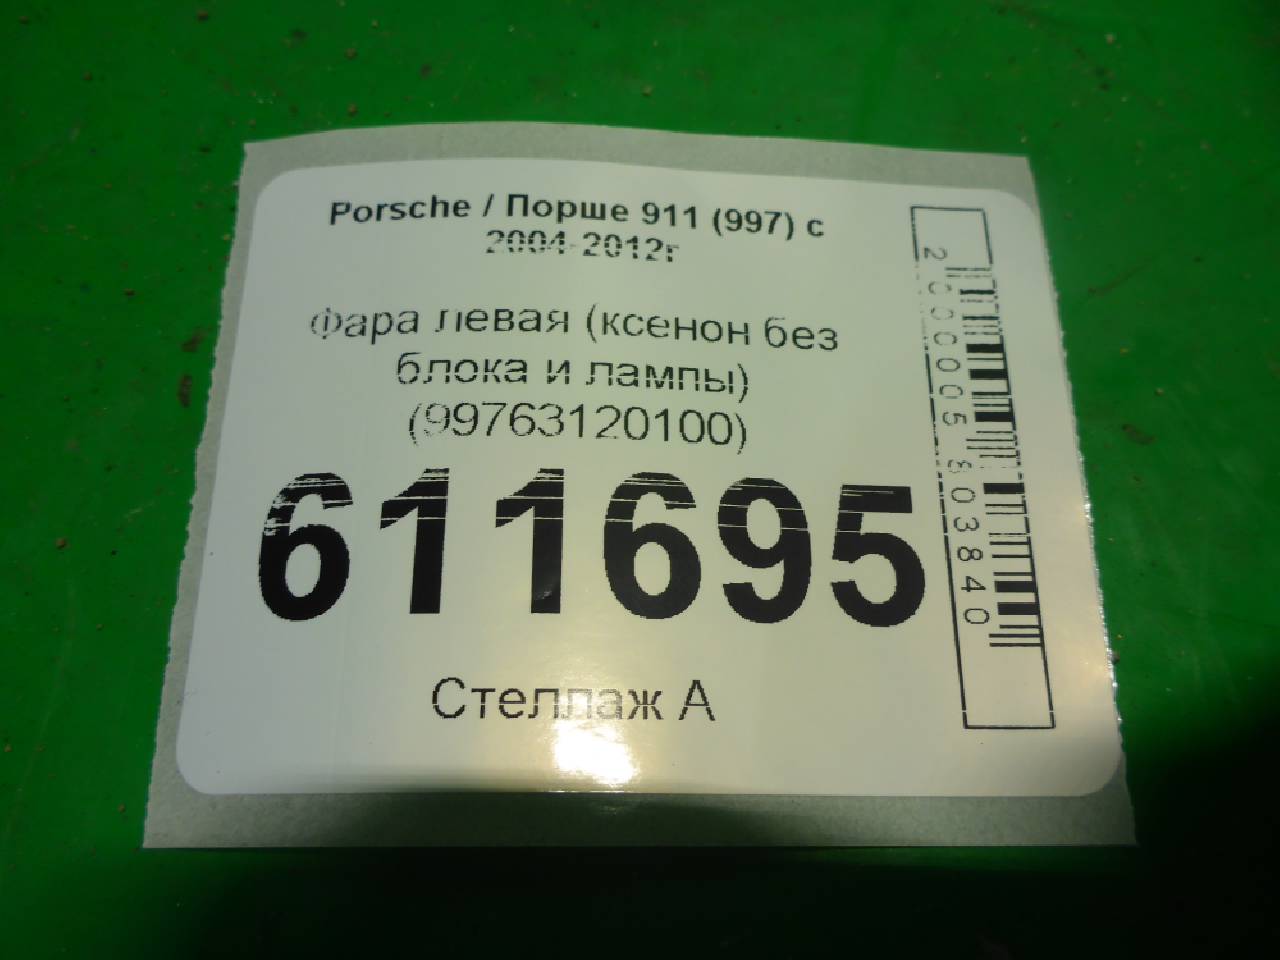 Porsche / Порше 911 (997) с
2004-2012г
Фара левая (ксенон без
блока и лампы)
(99763120100)
611695
Стеллаж А
2000005803840